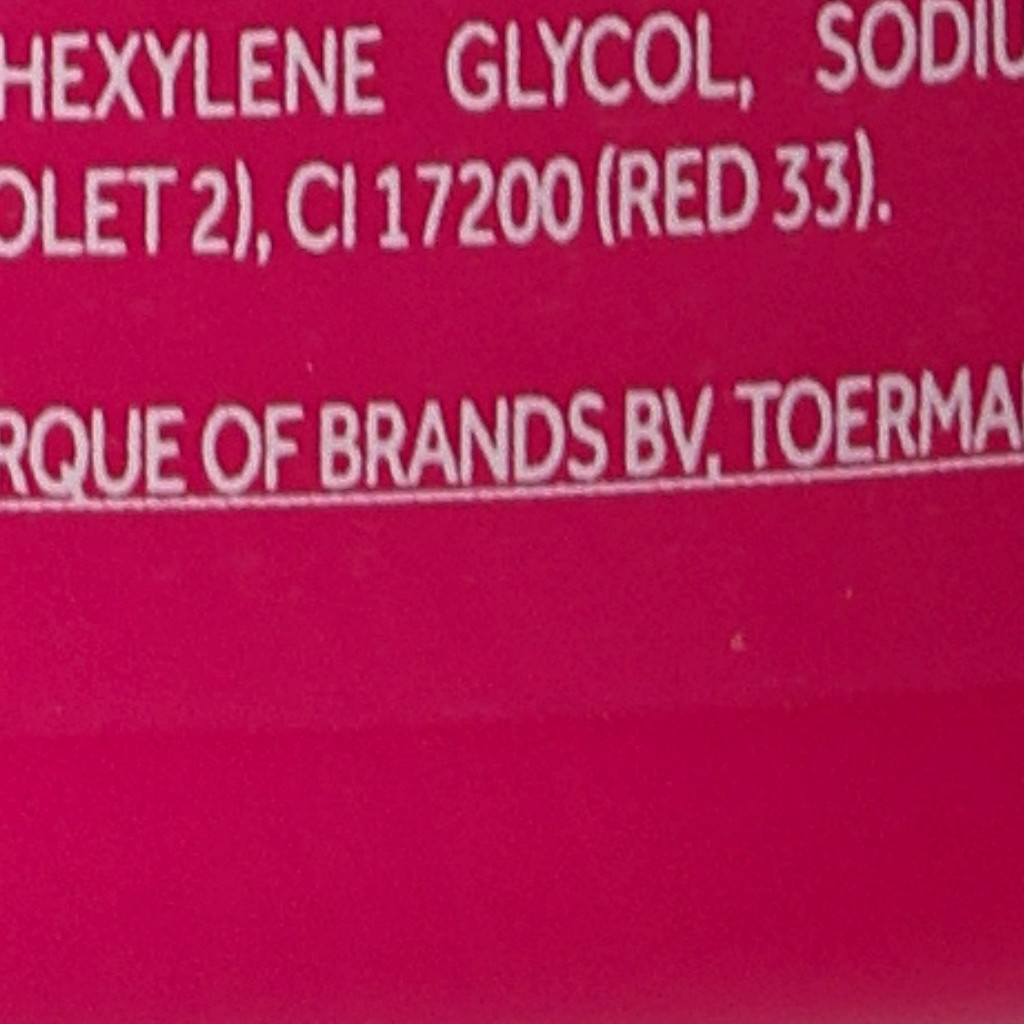 HEXYLENE GLYCOL, SODIU
OLET 2), CI 17200 (RED 33).
RQUE OF BRANDS BV, TOERMA